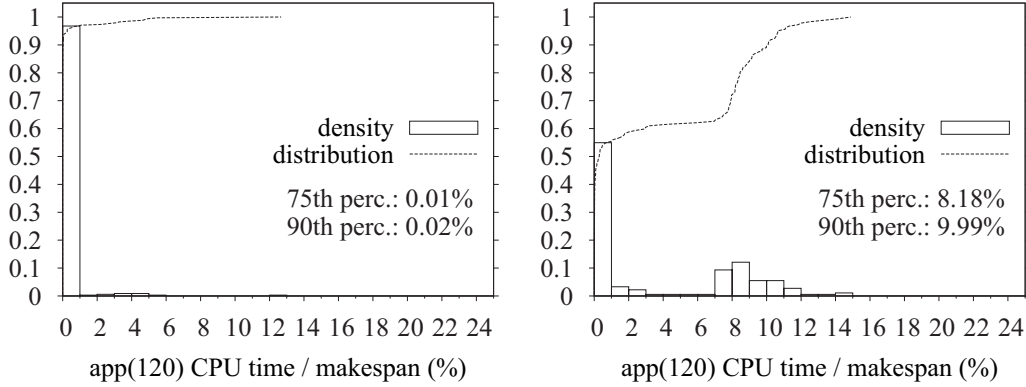 1
0.9
0.8
0.7
0.6
0.5
0.4
0.3
0.2
0.1
0
density
distribution
75th perc.: 0.01%
90th perc.: 0.02%
0 2 4 6 8 10 12 14 16 18 20 22 24
app(120) CPU time / makespan (%)
1
0.9
0.8
0.7
0.6
0.5
0.4
0.3
0.2
0.1
0
density
distribution
75th perc.: 8.18%
90th perc.: 9.99%
0 2 4 6 8 10 12 14 16 18 20 22 24
app(120) CPU time / makespan (%)